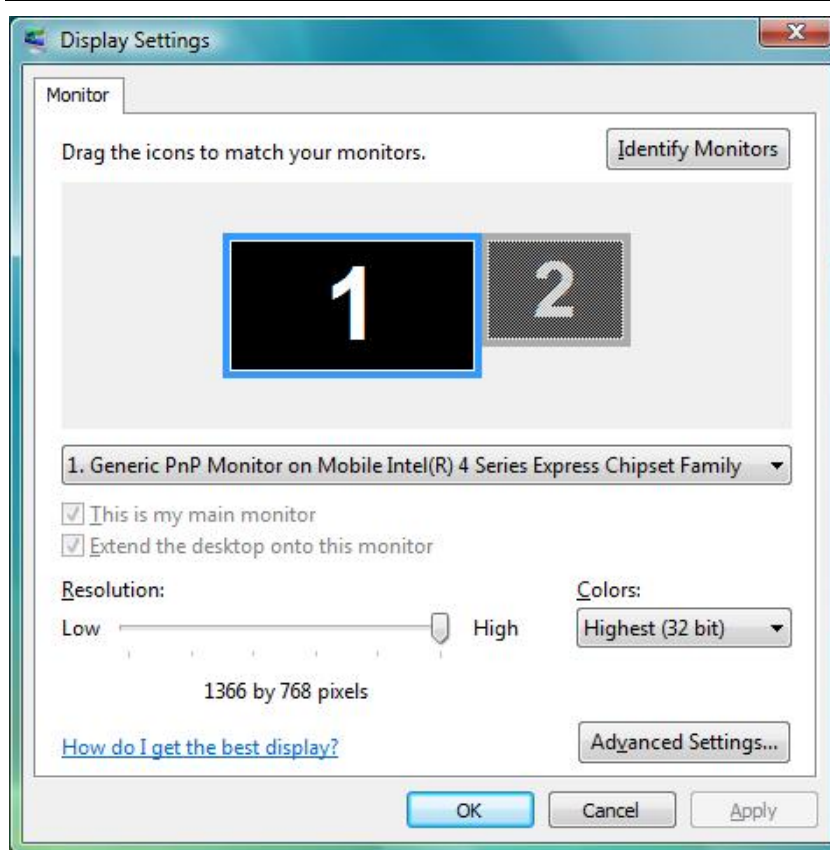 Display Settings
Monitor
Drag the icons to match your monitors.
Identify Monitors
1
2
1. Generic PnP Monitor on Mobile Intel(R) 4 Series Express Chipset Family
This is my main monitor
Extend the desktop onto this monitor
Resolution:
Colors:
Low
High
Highest (32 bit)
1366 by 768 pixels
How do I get the best display?
Advanced Settings...
OK
Cancel
Apply